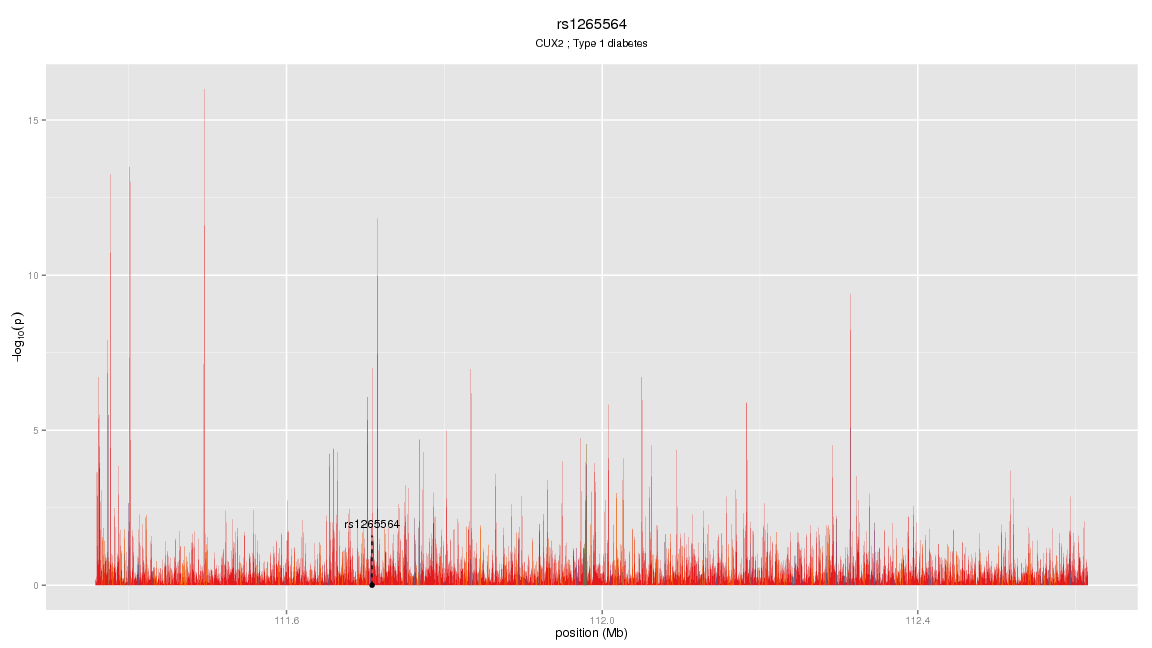 rs1265564
CUX2 ; Type 1 diabetes
−log10(p)
15
10
5
0
rs1265564
111.6
112.0
112.4
position (Mb)